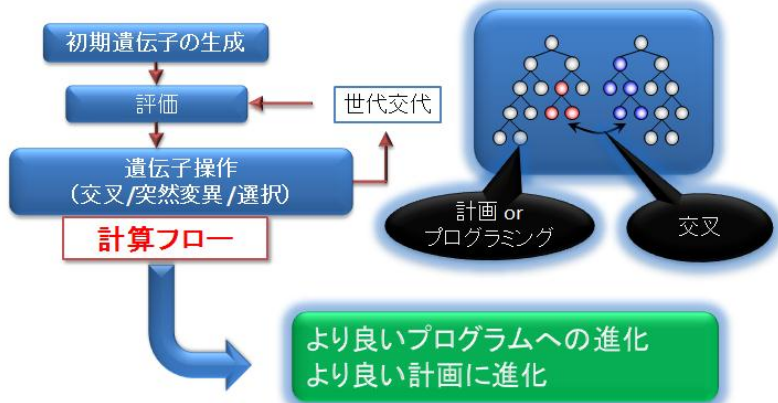 初期遺伝子の生成
評価
世代交代
遺伝子操作
(交叉/突然変異/選択)
計算フロー
計画 or
プログラミング
交叉
より良いプログラムへの進化
より良い計画に進化